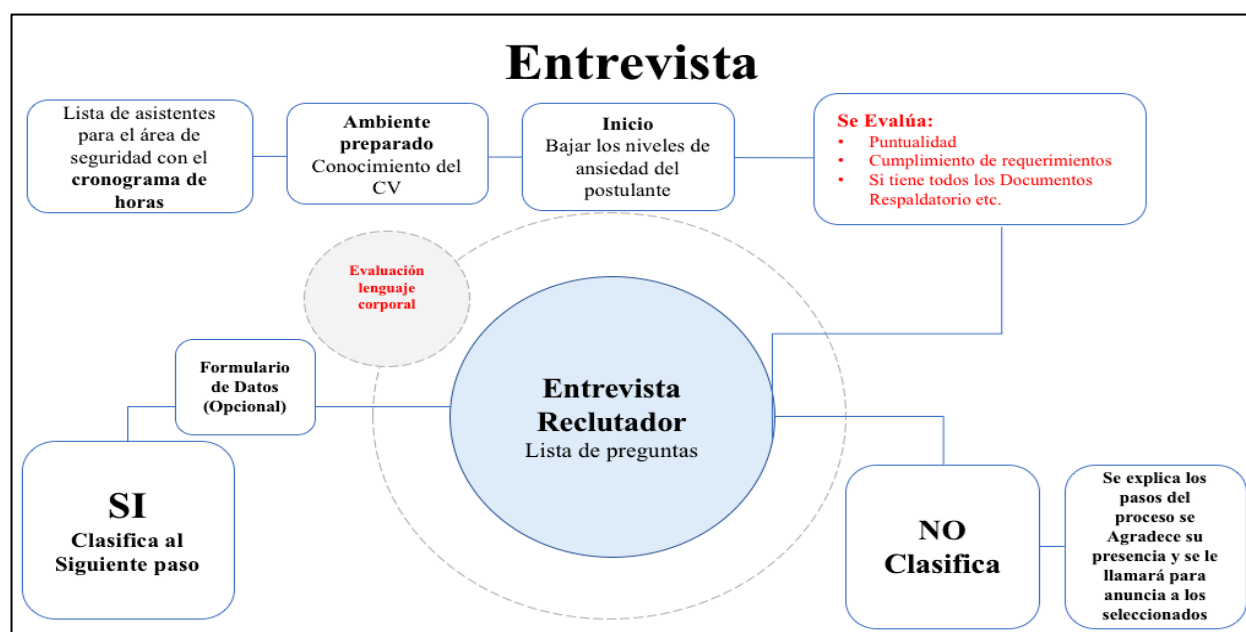 Entrevista
Lista de asistentes
para el área de
seguridad con el
cronograma de
horas
Ambiente
preparado
Conocimiento del
CV
Inicio
Bajar los niveles de
ansiedad del
postulante
Se Evalúa:
• Puntualidad
• Cumplimiento de requerimientos
• Si tiene todos los Documentos
Respaldatorio etc.
Evaluación
lenguaje
corporal
Formulario
de Datos
(Opcional)
Entrevista
Reclutador
Lista de preguntas
SI
Clasifica al
Siguiente paso
NO
Clasifica
Se explica los
pasos del
proceso se
Agradece su
presencia y se le
llamará para
anuncia a los
seleccionados